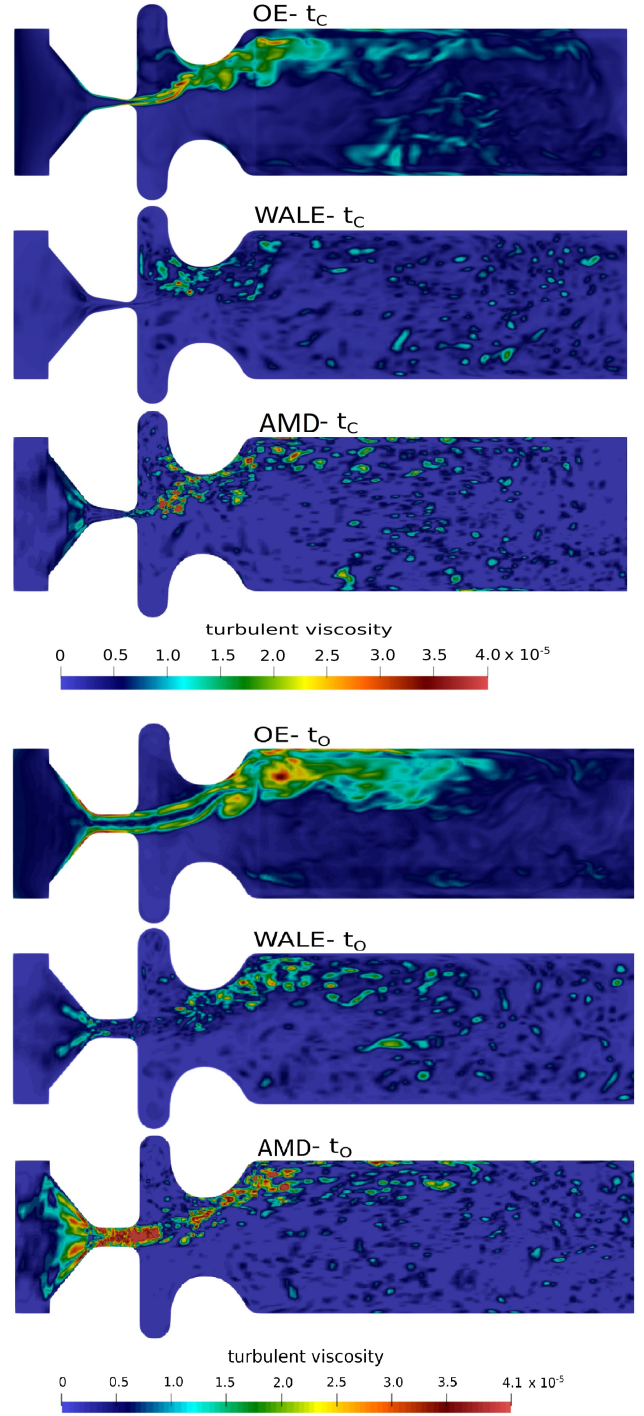 OE- tC
WALE- tC
AMD- tC
turbulent viscosity
0 0.5 1.0 1.5 2.0 2.5 3.0 3.5 4.0 x 10-5
OE- tO
WALE- tO
AMD- tO
turbulent viscosity
0 0.5 1.0 1.5 2.0 2.5 3.0 3.5 4.1 x 10-5